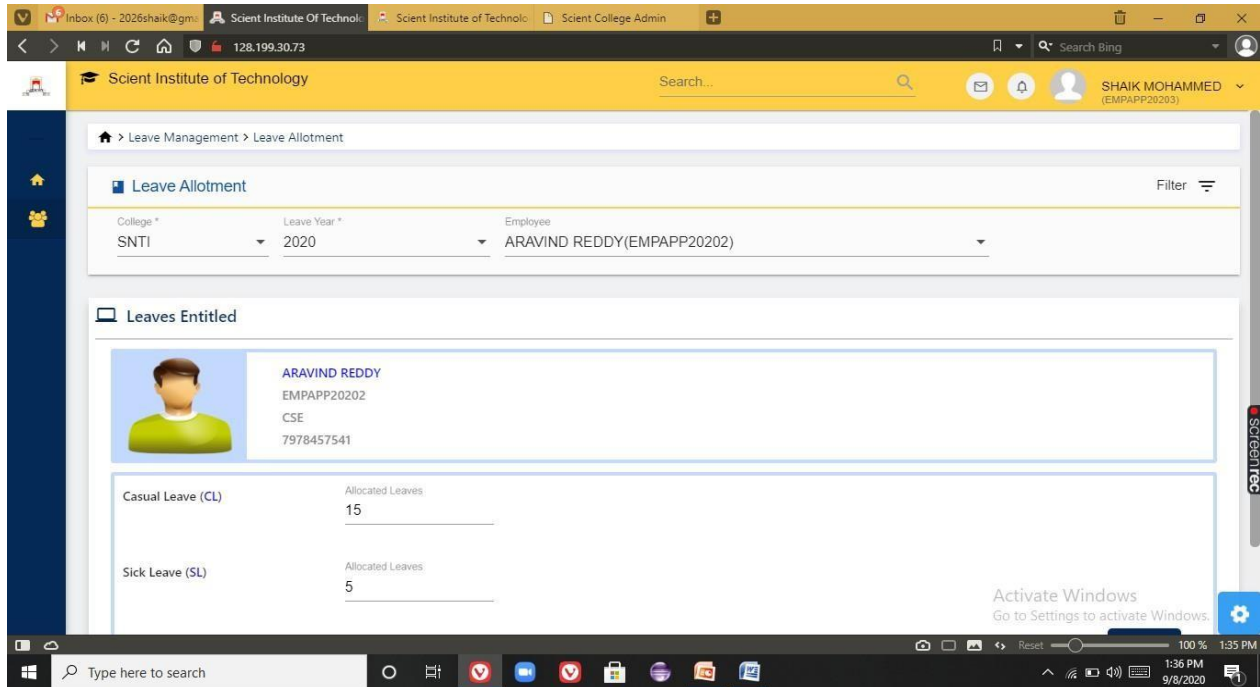 Inbox (6) - 2026shaik@gma
Scient Institute Of Technolo
Scient Institute of Technolo
Scient College Admin
128.199.30.73
Search Bing
Scient Institute of Technology
Search...
SHAIK MOHAMMED
(EMPAPP20203)
> Leave Management > Leave Allotment
Leave Allotment
Filter
College *
Leave Year *
Employee
SNTI
2020
ARAVIND REDDY(EMPAPP20202)
Leaves Entitled
ARAVIND REDDY
EMPAPP20202
CSE
7978457541
Casual Leave (CL)
Allocated Leaves
15
Sick Leave (SL)
Allocated Leaves
5
screenrec
Activate Windows
Go to Settings to activate Windows.
Reset
100 %
1:35 PM
Type here to search
1:36 PM
9/8/2020